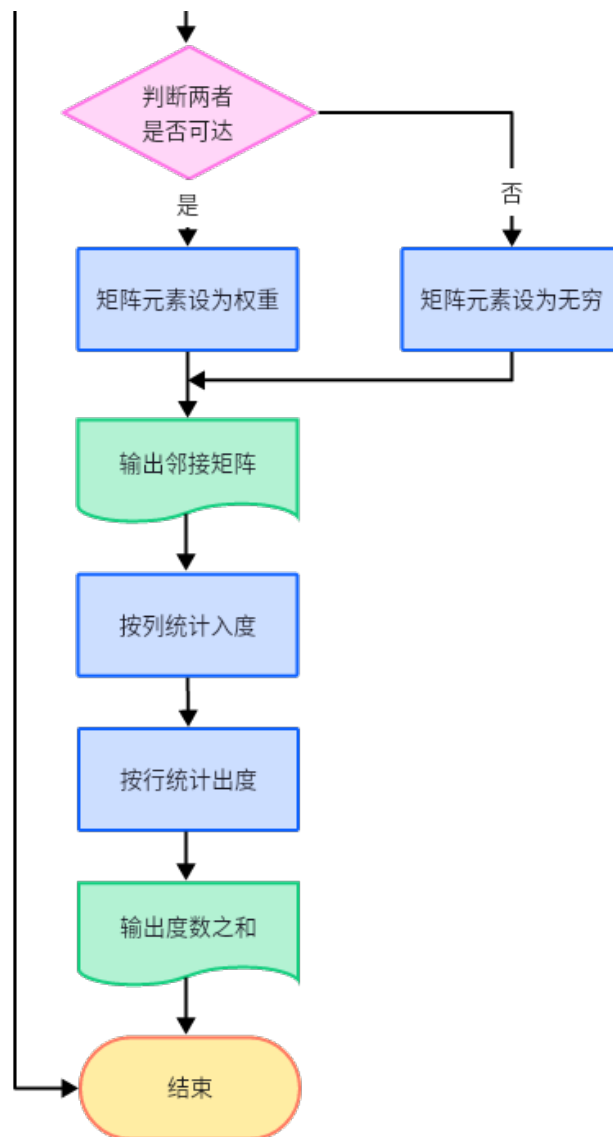 判断两者
是否可达
是
否
矩阵元素设为权重
矩阵元素设为无穷
输出邻接矩阵
按列统计入度
按行统计出度
输出度数之和
结束